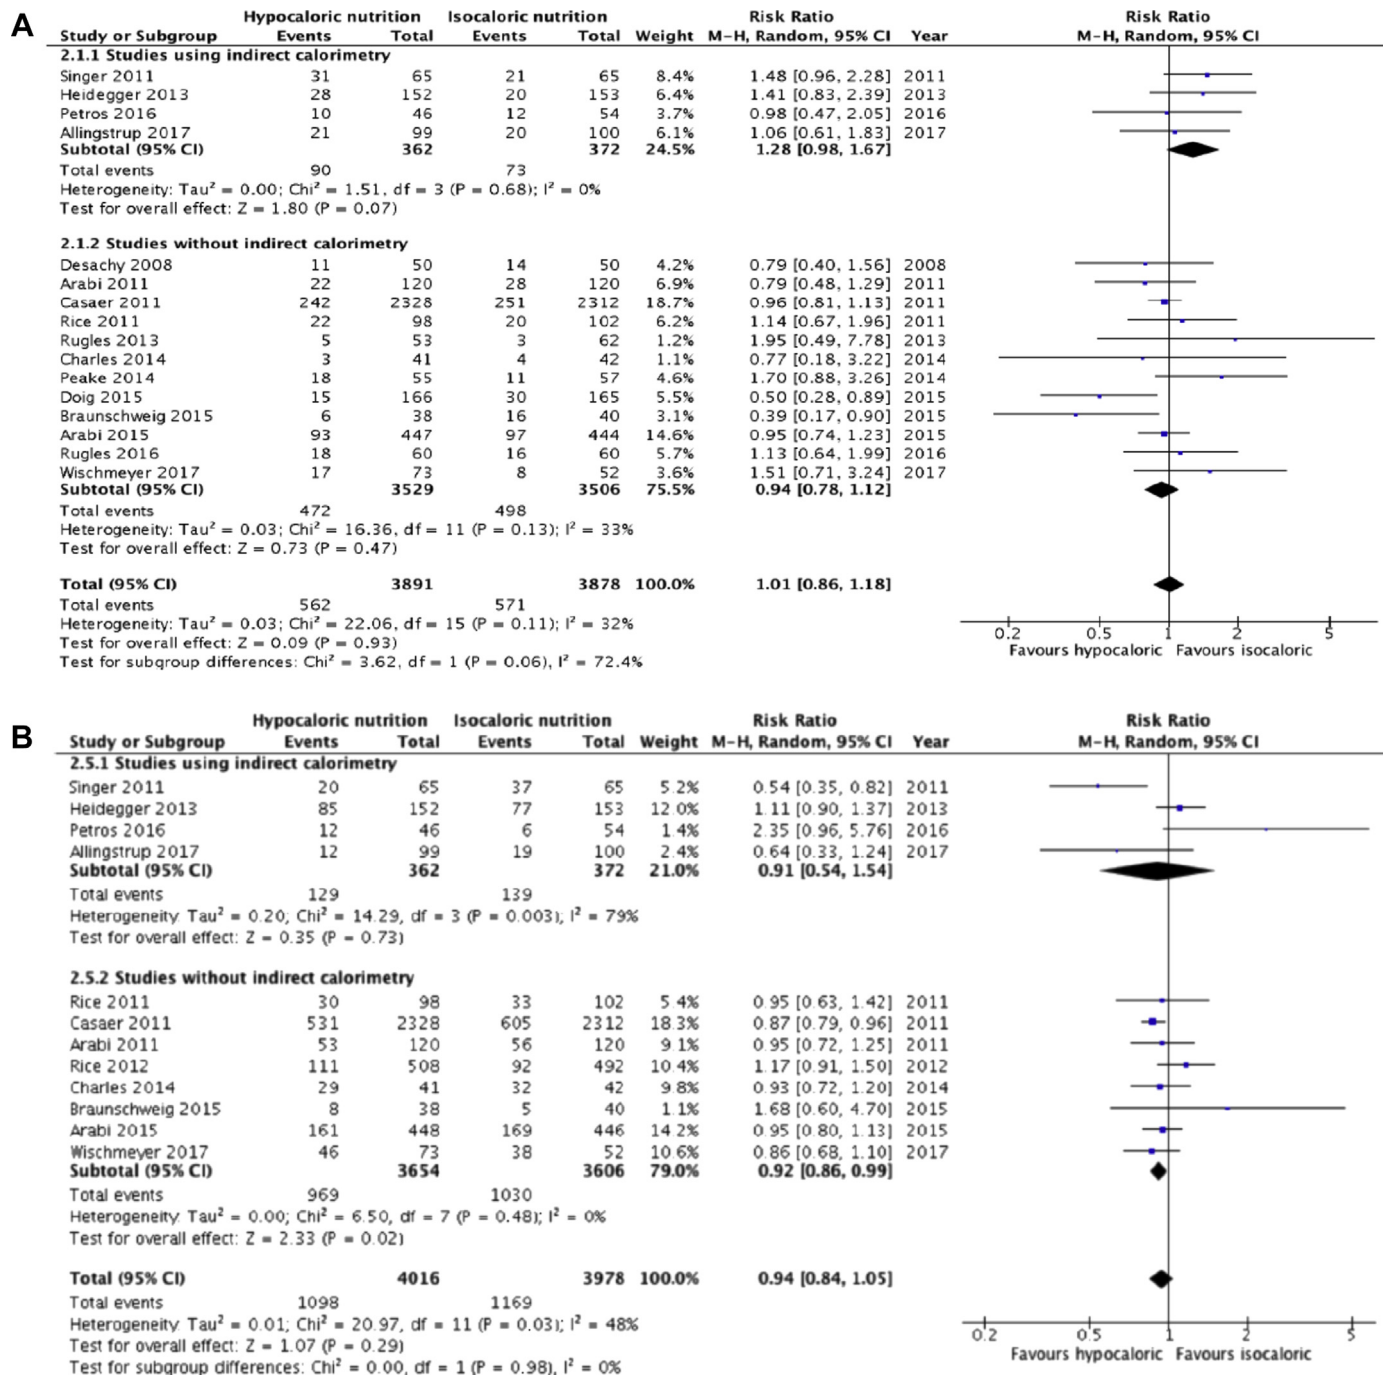 A
Hypocaloric nutrition Isocaloric nutrition Risk Ratio Risk Ratio
Study or Subgroup Events Total Events Total Weight M-H, Random, 95% CI Year M-H, Random, 95% CI
2.1.1 Studies using indirect calorimetry
Singer 2011 31 65 21 65 8.4% 1.48 [0.96, 2.28] 2011
Heidegger 2013 28 152 20 153 6.4% 1.41 [0.83, 2.39] 2013
Petros 2016 10 46 12 54 3.7% 0.98 [0.47, 2.05] 2016
Allingstrup 2017 21 99 20 100 6.1% 1.06 [0.61, 1.83] 2017
Subtotal (95% CI) 362 372 24.5% 1.28 [0.98, 1.67]
Total events 90 73
Heterogeneity: Tau² = 0.00; Chi² = 1.51, df = 3 (P = 0.68); I² = 0%
Test for overall effect: Z = 1.80 (P = 0.07)
2.1.2 Studies without indirect calorimetry
Desachy 2008 11 50 14 50 4.2% 0.79 [0.40, 1.56] 2008
Arabi 2011 22 120 28 120 6.9% 0.79 [0.48, 1.29] 2011
Casaer 2011 242 2328 251 2312 18.7% 0.96 [0.81, 1.13] 2011
Rice 2011 22 98 20 102 6.2% 1.14 [0.67, 1.96] 2011
Rugles 2013 5 53 3 62 1.2% 1.95 [0.49, 7.78] 2013
Charles 2014 3 41 4 42 1.1% 0.77 [0.18, 3.22] 2014
Peake 2014 18 55 11 57 4.6% 1.70 [0.88, 3.26] 2014
Doig 2015 15 166 30 165 5.5% 0.50 [0.28, 0.89] 2015
Braunschweig 2015 6 38 16 40 3.1% 0.39 [0.17, 0.90] 2015
Arabi 2015 93 447 97 444 14.6% 0.95 [0.74, 1.23] 2015
Rugles 2016 18 60 16 60 5.7% 1.13 [0.64, 1.99] 2016
Wischmeyer 2017 17 73 8 52 3.6% 1.51 [0.71, 3.24] 2017
Subtotal (95% CI) 3529 3506 75.5% 0.94 [0.78, 1.12]
Total events 472 498
Heterogeneity: Tau² = 0.03; Chi² = 16.36, df = 11 (P = 0.13); I² = 33%
Test for overall effect: Z = 0.73 (P = 0.47)
Total (95% CI) 3891 3878 100.0% 1.01 [0.86, 1.18]
Total events 562 571
Heterogeneity: Tau² = 0.03; Chi² = 22.06, df = 15 (P = 0.11); I² = 32%
Test for overall effect: Z = 0.09 (P = 0.93)
Test for subgroup differences: Chi² = 3.62, df = 1 (P = 0.06), I² = 72.4%
0.2 0.5 1 2 5
Favours hypocaloric Favours isocaloric
B
Hypocaloric nutrition Isocaloric nutrition Risk Ratio Risk Ratio
Study or Subgroup Events Total Events Total Weight M-H, Random, 95% CI Year M-H, Random, 95% CI
2.5.1 Studies using indirect calorimetry
Singer 2011 20 65 37 65 5.2% 0.54 [0.35, 0.82] 2011
Heidegger 2013 85 152 77 153 12.0% 1.11 [0.90, 1.37] 2013
Petros 2016 12 46 6 54 1.4% 2.35 [0.96, 5.76] 2016
Allingstrup 2017 12 99 19 100 2.4% 0.64 [0.33, 1.24] 2017
Subtotal (95% CI) 362 372 21.0% 0.91 [0.54, 1.54]
Total events 129 139
Heterogeneity: Tau² = 0.20; Chi² = 14.29, df = 3 (P = 0.003); I² = 79%
Test for overall effect: Z = 0.35 (P = 0.73)
2.5.2 Studies without indirect calorimetry
Rice 2011 30 98 33 102 5.4% 0.95 [0.63, 1.42] 2011
Casaer 2011 531 2328 605 2312 18.3% 0.87 [0.79, 0.96] 2011
Arabi 2011 53 120 56 120 9.1% 0.95 [0.72, 1.25] 2011
Rice 2012 111 508 92 492 10.4% 1.17 [0.91, 1.50] 2012
Charles 2014 29 41 32 42 9.8% 0.93 [0.72, 1.20] 2014
Braunschweig 2015 8 38 5 40 1.1% 1.68 [0.60, 4.70] 2015
Arabi 2015 161 448 169 446 14.2% 0.95 [0.80, 1.13] 2015
Wischmeyer 2017 46 73 38 52 10.6% 0.86 [0.68, 1.10] 2017
Subtotal (95% CI) 3654 3606 79.0% 0.92 [0.86, 0.99]
Total events 969 1030
Heterogeneity: Tau² = 0.00; Chi² = 6.50, df = 7 (P = 0.48); I² = 0%
Test for overall effect: Z = 2.33 (P = 0.02)
Total (95% CI) 4016 3978 100.0% 0.94 [0.84, 1.05]
Total events 1098 1169
Heterogeneity: Tau² = 0.01; Chi² = 20.97, df = 11 (P = 0.03); I² = 48%
Test for overall effect: Z = 1.07 (P = 0.29)
Test for subgroup differences: Chi² = 0.00, df = 1 (P = 0.98), I² = 0%
0.2 0.5 1 2 5
Favours hypocaloric Favours isocaloric